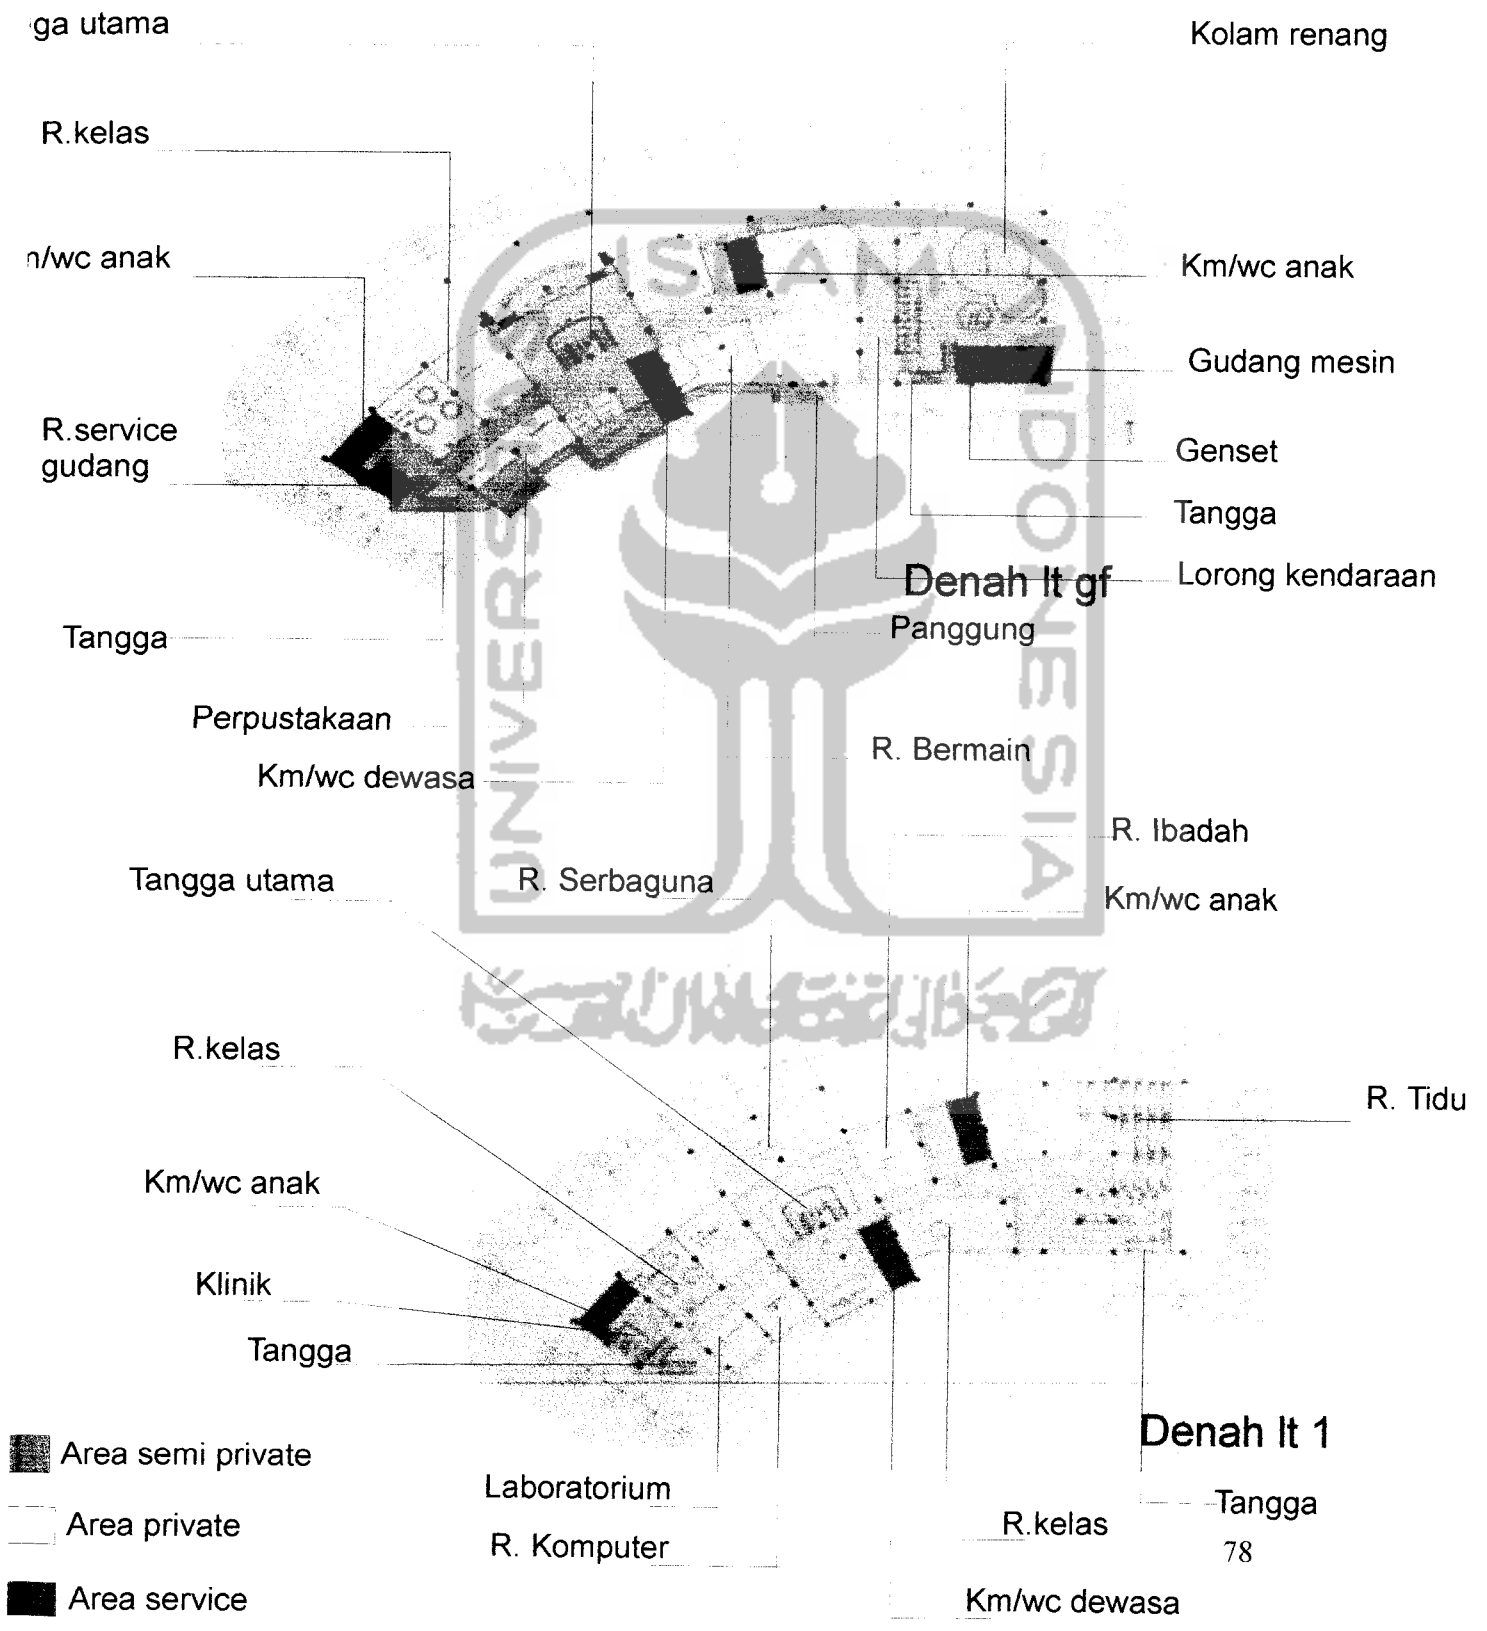 ga utama
Kolam renang
R.kelas
/wc anak
Km/wc anak
Gudang mesin
R.service
gudang
Genset
Tangga
Denah lt gf
Lorong kendaraan
Panggung
Tangga
Perpustakaan
R. Bermain
Km/wc dewasa
R. Ibadah
Tangga utama
R. Serbaguna
Km/wc anak
R.kelas
R. Tidu
Km/wc anak
Klinik
Tangga
Denah lt 1
Area semi private
Laboratorium
Tangga
Area private
R. Komputer
R.kelas
78
Area service
Km/wc dewasa
UNIVERSITAS
ISLAM
INDONESIA